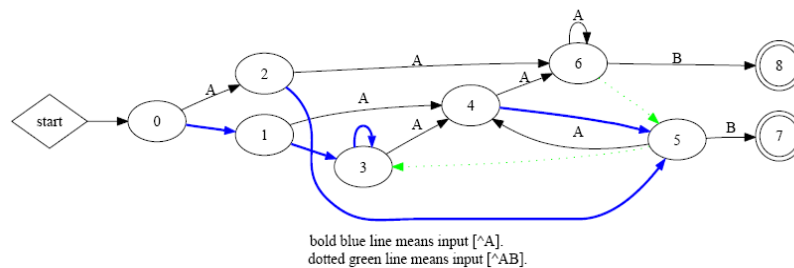 A
6
2
A
B
8
A
A
start
0
A
4
1
A
A
5
B
7
3
bold blue line means input [^A].
dotted green line means input [^AB].